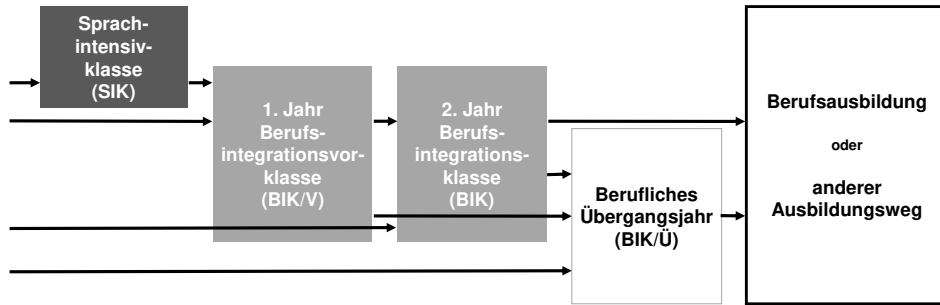 Sprach-
intensiv-
klasse
(SIK)
1. Jahr
Berufs-
integrationsvor-
klasse
(BIK/V)
2. Jahr
Berufs-
integrations-
klasse
(BIK)
Berufliches
Übergangsjahr
(BIK/Ü)
Berufsausbildung
oder
anderer
Ausbildungsweg